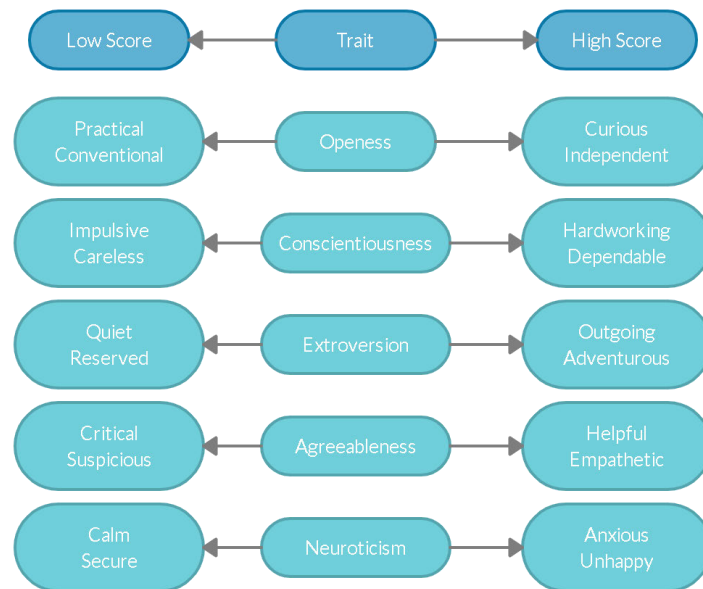 Low Score
Trait
High Score
Practical
Conventional
Openess
Curious
Independent
Impulsive
Careless
Conscientiousness
Hardworking
Dependable
Quiet
Reserved
Extroversion
Outgoing
Adventurous
Critical
Suspicious
Agreeableness
Helpful
Empathetic
Calm
Secure
Neuroticism
Anxious
Unhappy